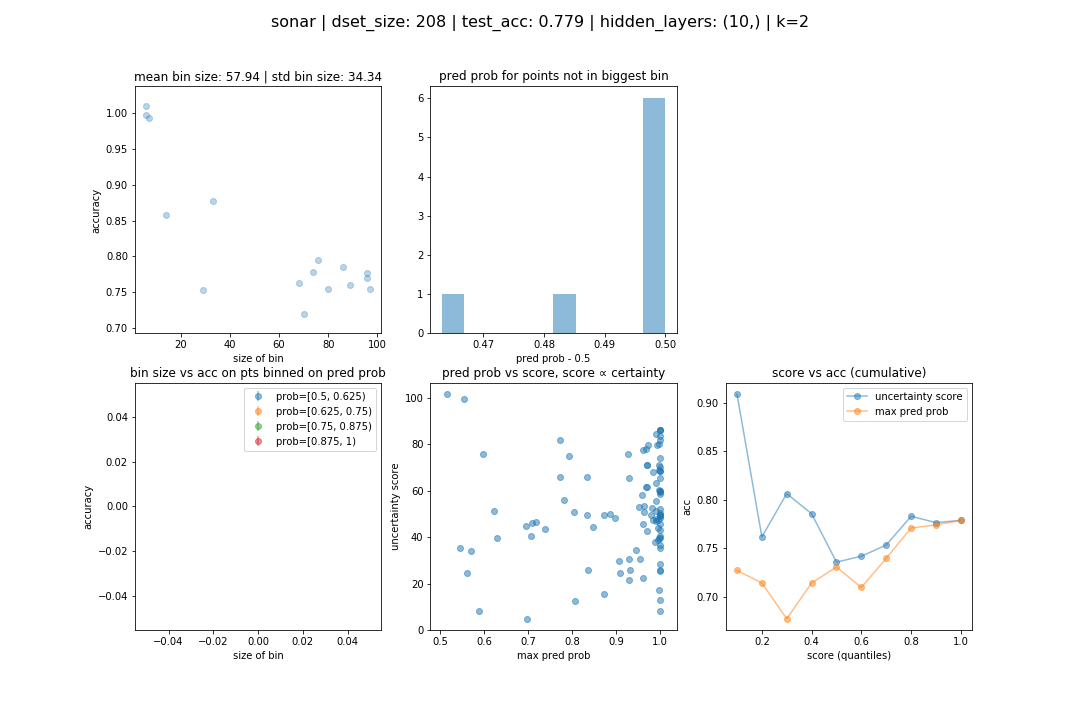 sonar | dset_size: 208 | test_acc: 0.779 | hidden_layers: (10,) | k=2
mean bin size: 57.94 | std bin size: 34.34
accuracy
1.00
0.95
0.90
0.85
0.80
0.75
0.70
20 40 60 80 100
size of bin
pred prob for points not in biggest bin
6
5
4
3
2
1
0
0.47 0.48 0.49 0.50
pred prob - 0.5
bin size vs acc on pts binned on pred prob
accuracy
0.04
0.02
0.00
−0.02
−0.04
prob=[0.5, 0.625)
prob=[0.625, 0.75)
prob=[0.75, 0.875)
prob=[0.875, 1)
−0.04 −0.02 0.00 0.02 0.04
size of bin
pred prob vs score, score ∝ certainty
uncertainty score
100
80
60
40
20
0
0.5 0.6 0.7 0.8 0.9 1.0
max pred prob
score vs acc (cumulative)
acc
0.90
0.85
0.80
0.75
0.70
uncertainty score
max pred prob
0.2 0.4 0.6 0.8 1.0
score (quantiles)